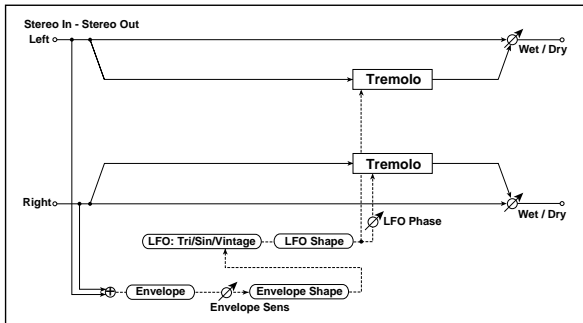 Stereo In - Stereo Out
Left
Wet / Dry
Tremolo
Tremolo
Right
LFO Phase
Wet / Dry
LFO: Tri/Sin/Vintage
LFO Shape
Envelope
Envelope Shape
Envelope Sens